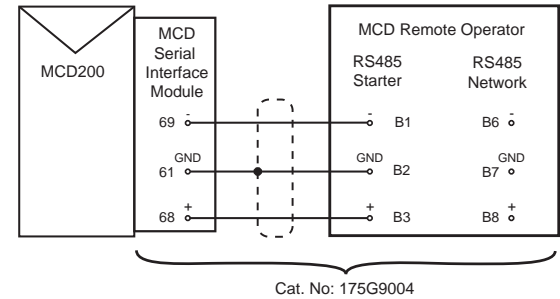 MCD200
MCD
Serial
Interface
Module
69 -
GND
61
+
68
MCD Remote Operator
RS485
Starter
RS485
Network
- B1
B6 -
GND
B2
GND
B7
+
B3
+
B8
Cat. No: 175G9004